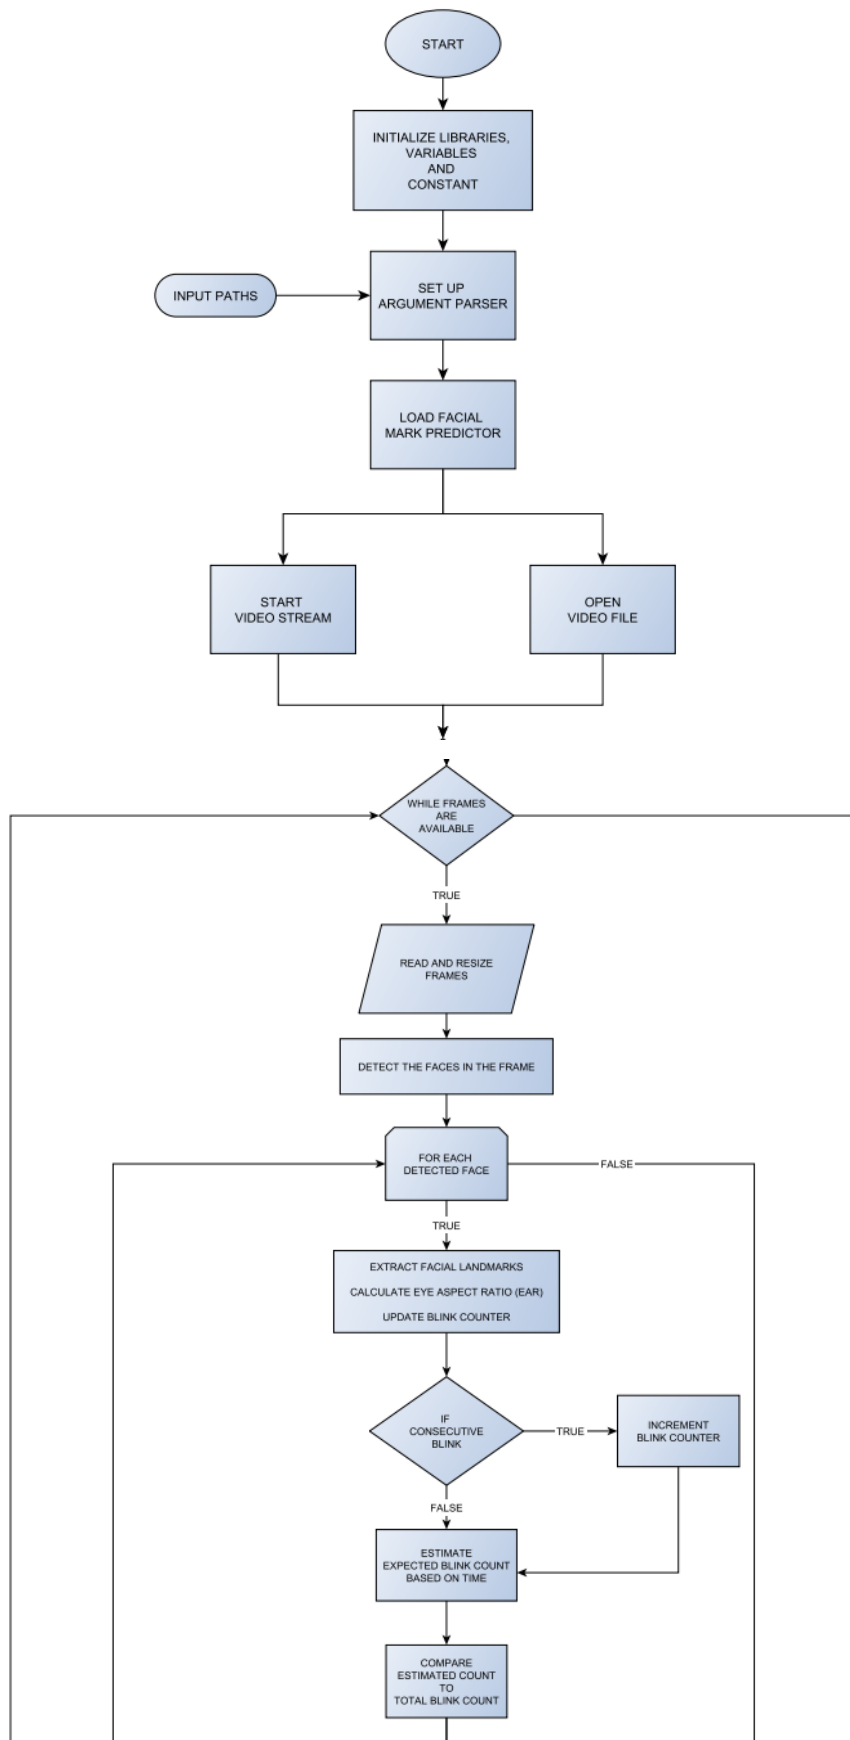 START
INITIALIZE LIBRARIES,
VARIABLES
AND
CONSTANT
INPUT PATHS
SET UP
ARGUMENT PARSER
LOAD FACIAL
MARK PREDICTOR
START
VIDEO STREAM
OPEN
VIDEO FILE
WHILE FRAMES
ARE
AVAILABLE
TRUE
READ AND RESIZE
FRAMES
DETECT THE FACES IN THE FRAME
FOR EACH
DETECTED FACE
FALSE
TRUE
EXTRACT FACIAL LANDMARKS
CALCULATE EYE ASPECT RATIO (EAR)
UPDATE BLINK COUNTER
IF
CONSECUTIVE
BLINK
TRUE
INCREMENT
BLINK COUNTER
FALSE
ESTIMATE
EXPECTED BLINK COUNT
BASED ON TIME
COMPARE
ESTIMATED COUNT
TO
TOTAL BLINK COUNT